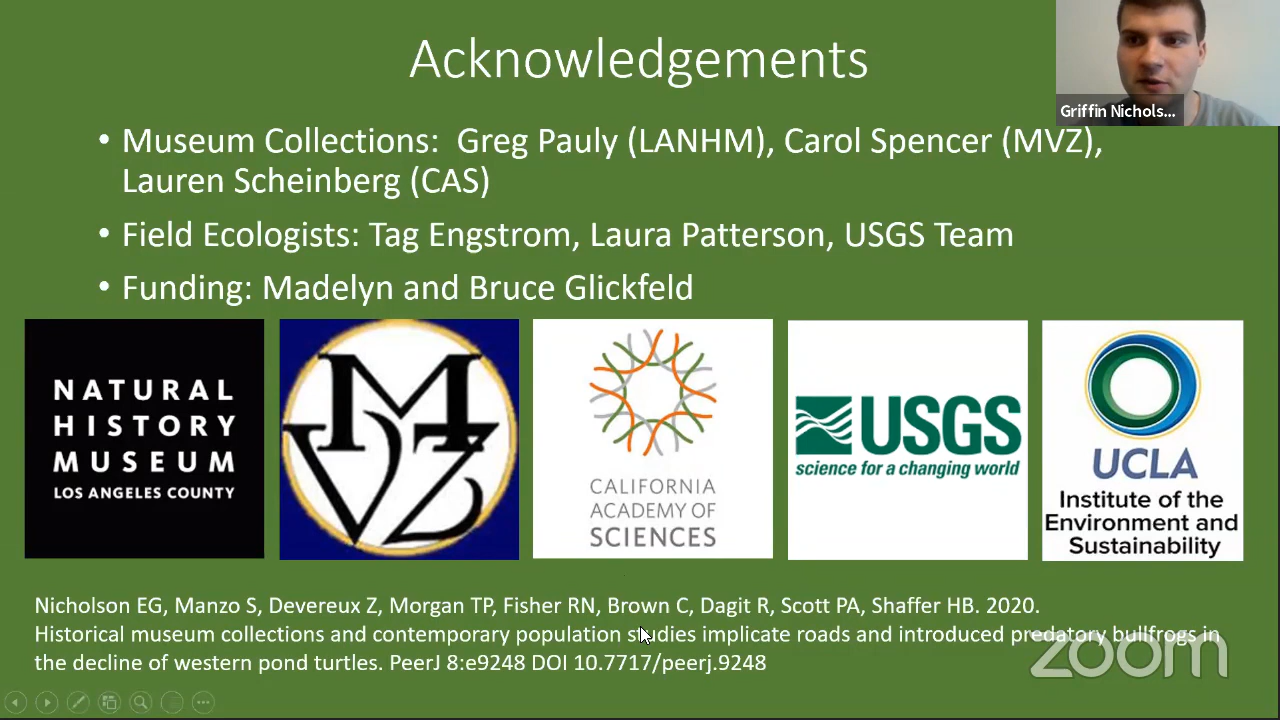 Acknowledgements
Griffin Nichols...
• Museum Collections:  Greg Pauly (LANHM), Carol Spencer (MVZ),
Lauren Scheinberg (CAS)
• Field Ecologists: Tag Engstrom, Laura Patterson, USGS Team
• Funding: Madelyn and Bruce Glickfeld
NATURAL
HISTORY
MUSEUM
LOS ANGELES COUNTY
MVZ
CALIFORNIA
ACADEMY OF
SCIENCES
USGS
science for a changing world
UCLA
Institute of the
Environment and
Sustainability
Nicholson EG, Manzo S, Devereux Z, Morgan TP, Fisher RN, Brown C, Dagit R, Scott PA, Shaffer HB. 2020.
Historical museum collections and contemporary population studies implicate roads and introduced predatory bullfrogs in
the decline of western pond turtles. PeerJ 8:e9248 DOI 10.7717/peerj.9248
zoom